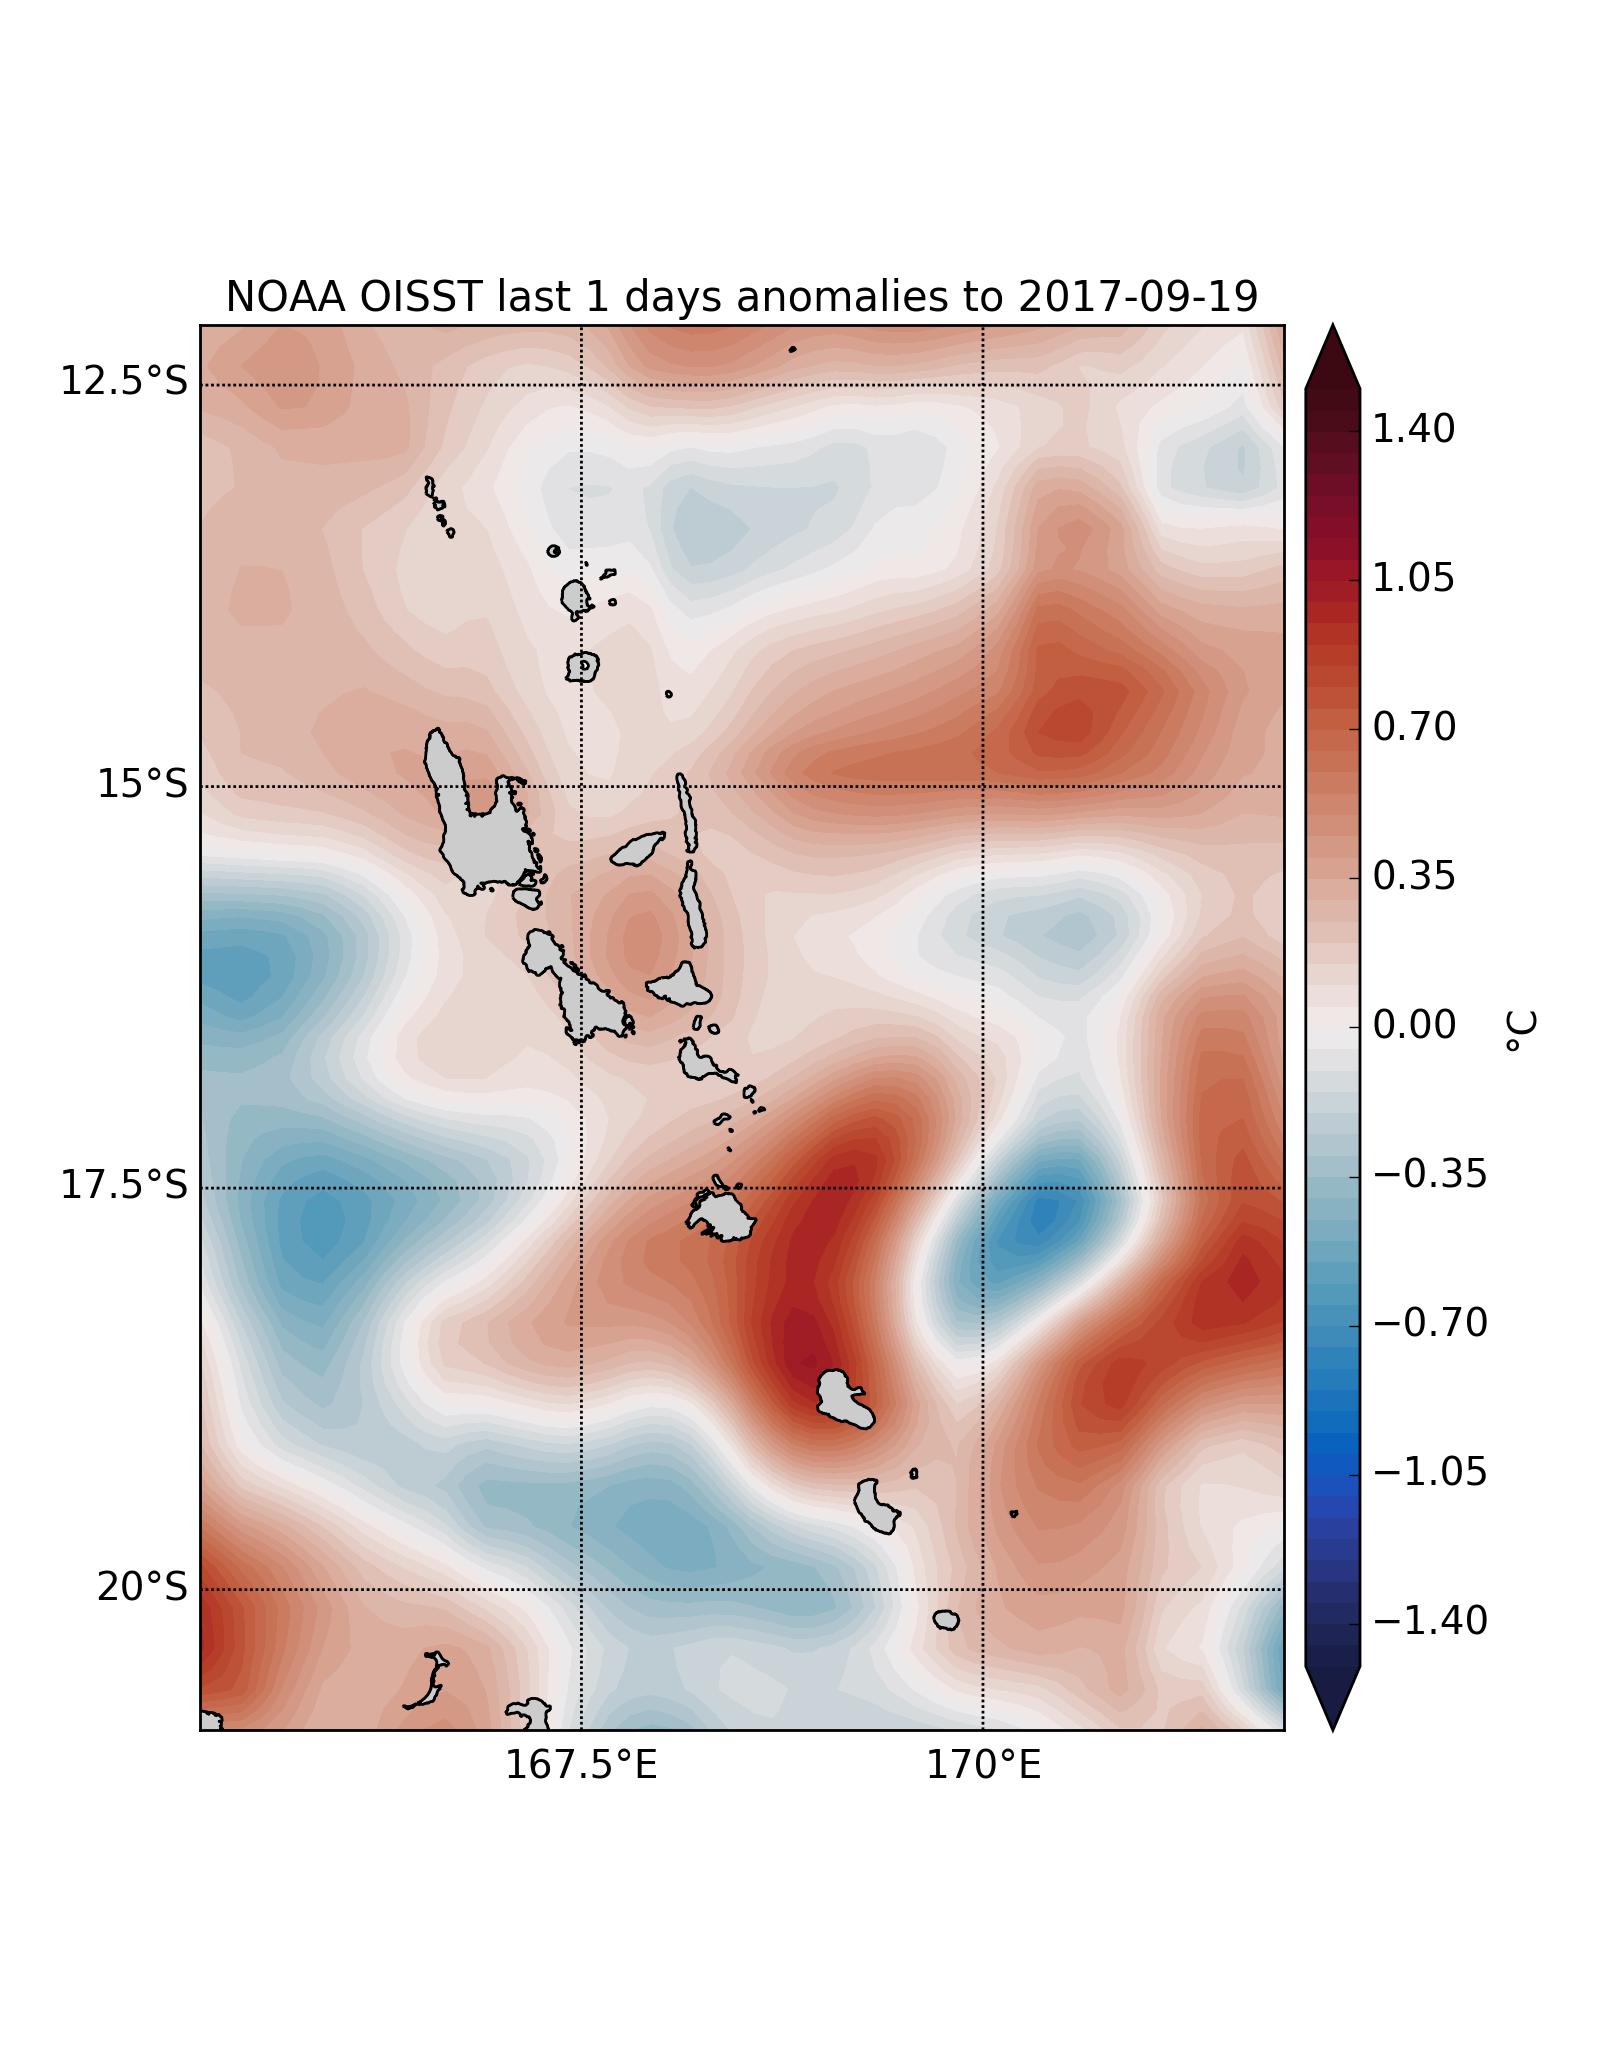 NOAA OISST last 1 days anomalies to 2017-09-19
12.5°S
15°S
17.5°S
20°S
167.5°E
170°E
1.40
1.05
0.70
0.35
0.00
−0.35
−0.70
−1.05
−1.40
°C